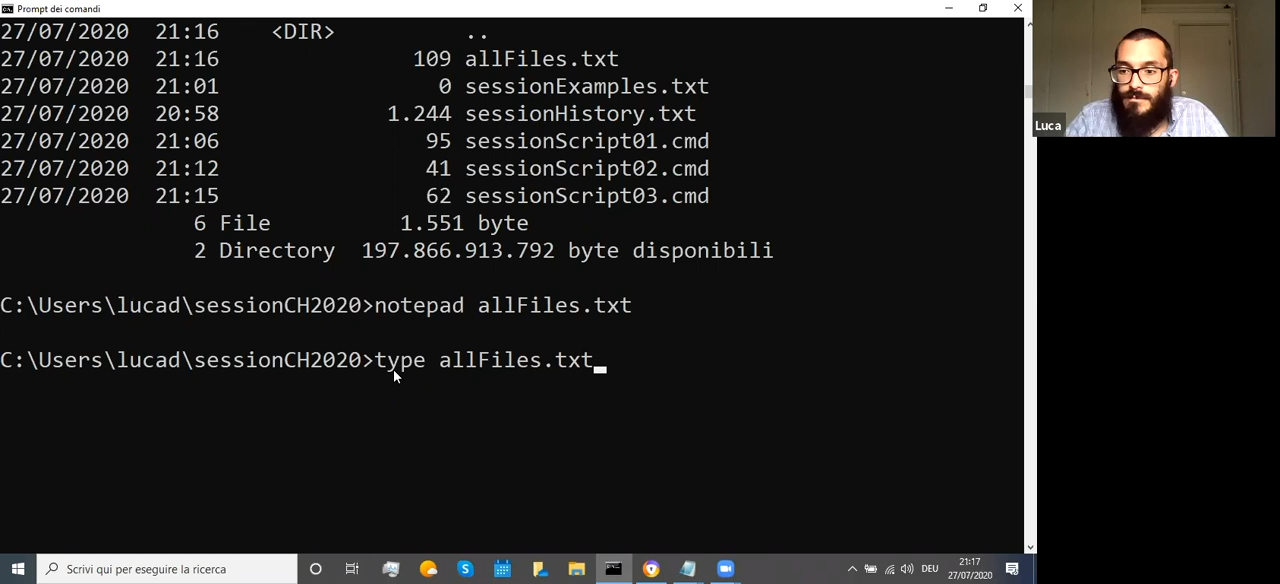 Prompt dei comandi
27/07/2020 21:16 <DIR> ..
27/07/2020 21:16 109 allFiles.txt
27/07/2020 21:01 0 sessionExamples.txt
27/07/2020 20:58 1.244 sessionHistory.txt
27/07/2020 21:06 95 sessionScript01.cmd
27/07/2020 21:12 41 sessionScript02.cmd
27/07/2020 21:15 62 sessionScript03.cmd
6 File 1.551 byte
2 Directory 197.866.913.792 byte disponibili
C:\Users\lucad\sessionCH2020>notepad allFiles.txt
C:\Users\lucad\sessionCH2020>type allFiles.txt
Luca
Scrivi qui per eseguire la ricerca
DEU
21:17
27/07/2020